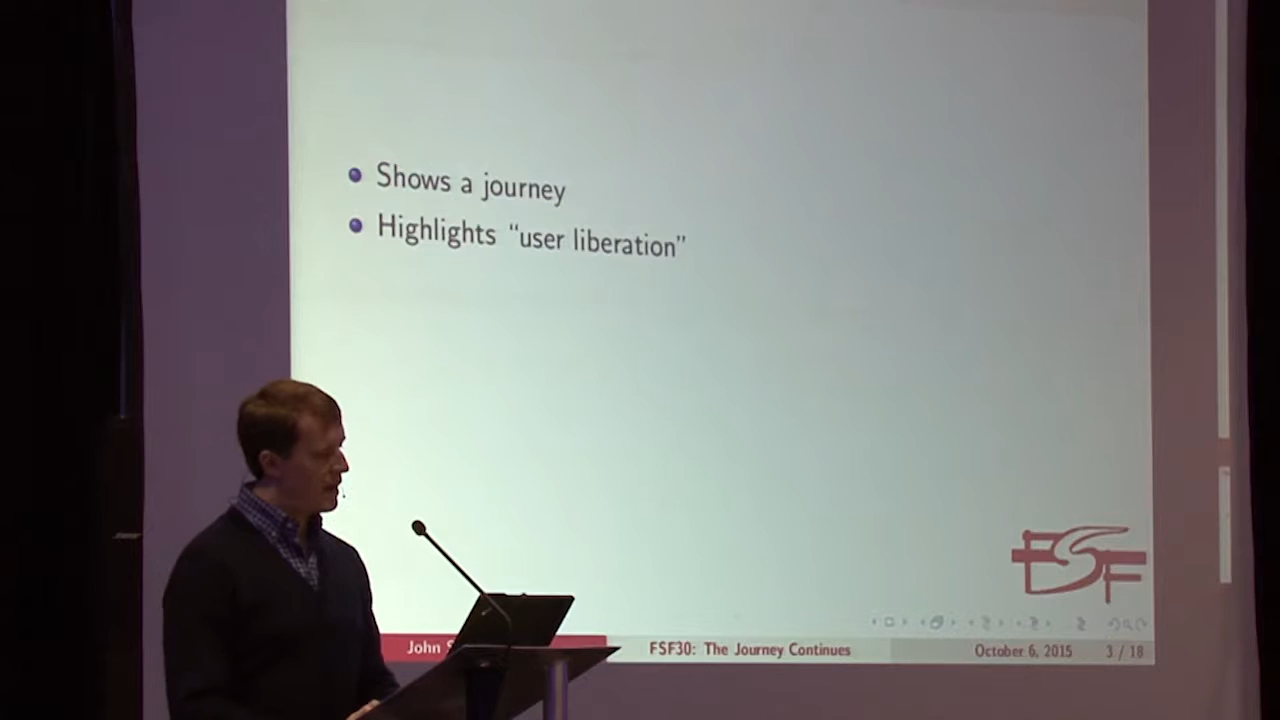 Shows a journey
Highlights “user liberation”
FSF
John
FSF30: The Journey Continues
October 6, 2015
3 / 18